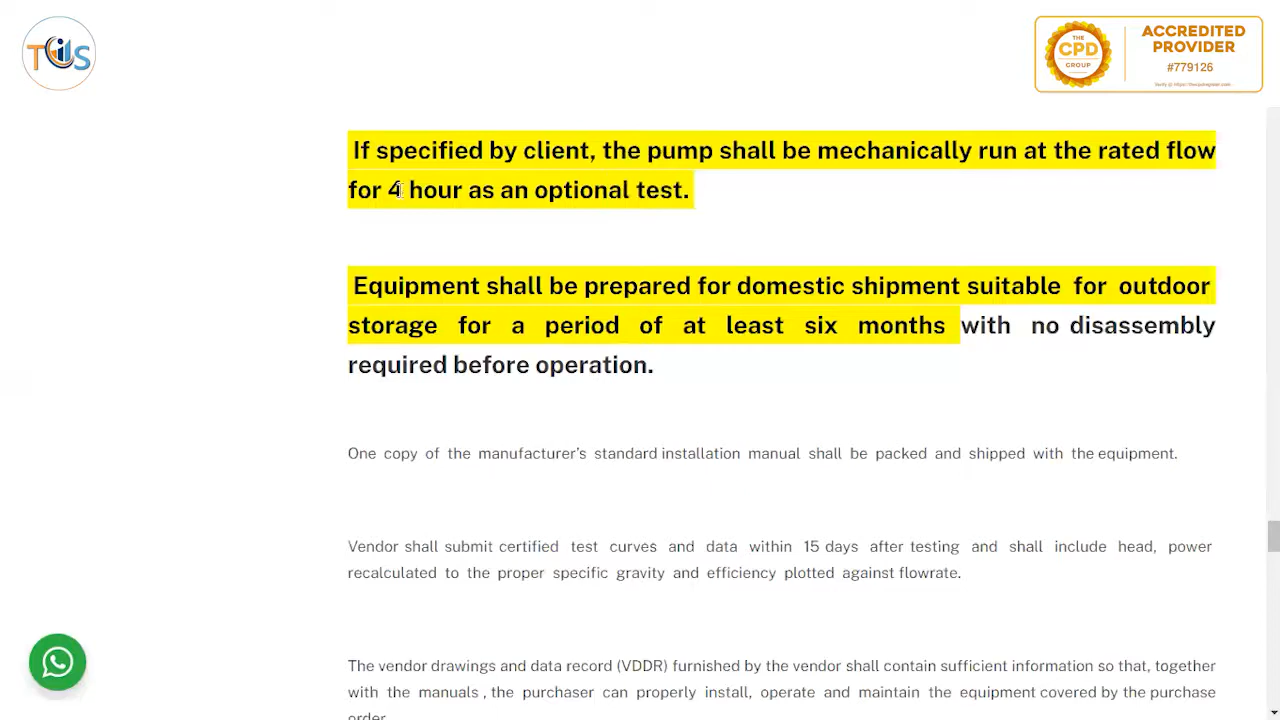 TCIS
THE
CPD
GROUP
ACCREDITED
PROVIDER
#779126
If specified by client, the pump shall be mechanically run at the rated flow
for 4 hour as an optional test.
Equipment shall be prepared for domestic shipment suitable for outdoor
storage for a period of at least six months with no disassembly
required before operation.
One copy of the manufacturer’s standard installation manual shall be packed and shipped with the equipment.
Vendor shall submit certified test curves and data within 15 days after testing and shall include head, power
recalculated to the proper specific gravity and efficiency plotted against flowrate.
The vendor drawings and data record (VDDR) furnished by the vendor shall contain sufficient information so that, together
with the manuals , the purchaser can properly install, operate and maintain the equipment covered by the purchase
order